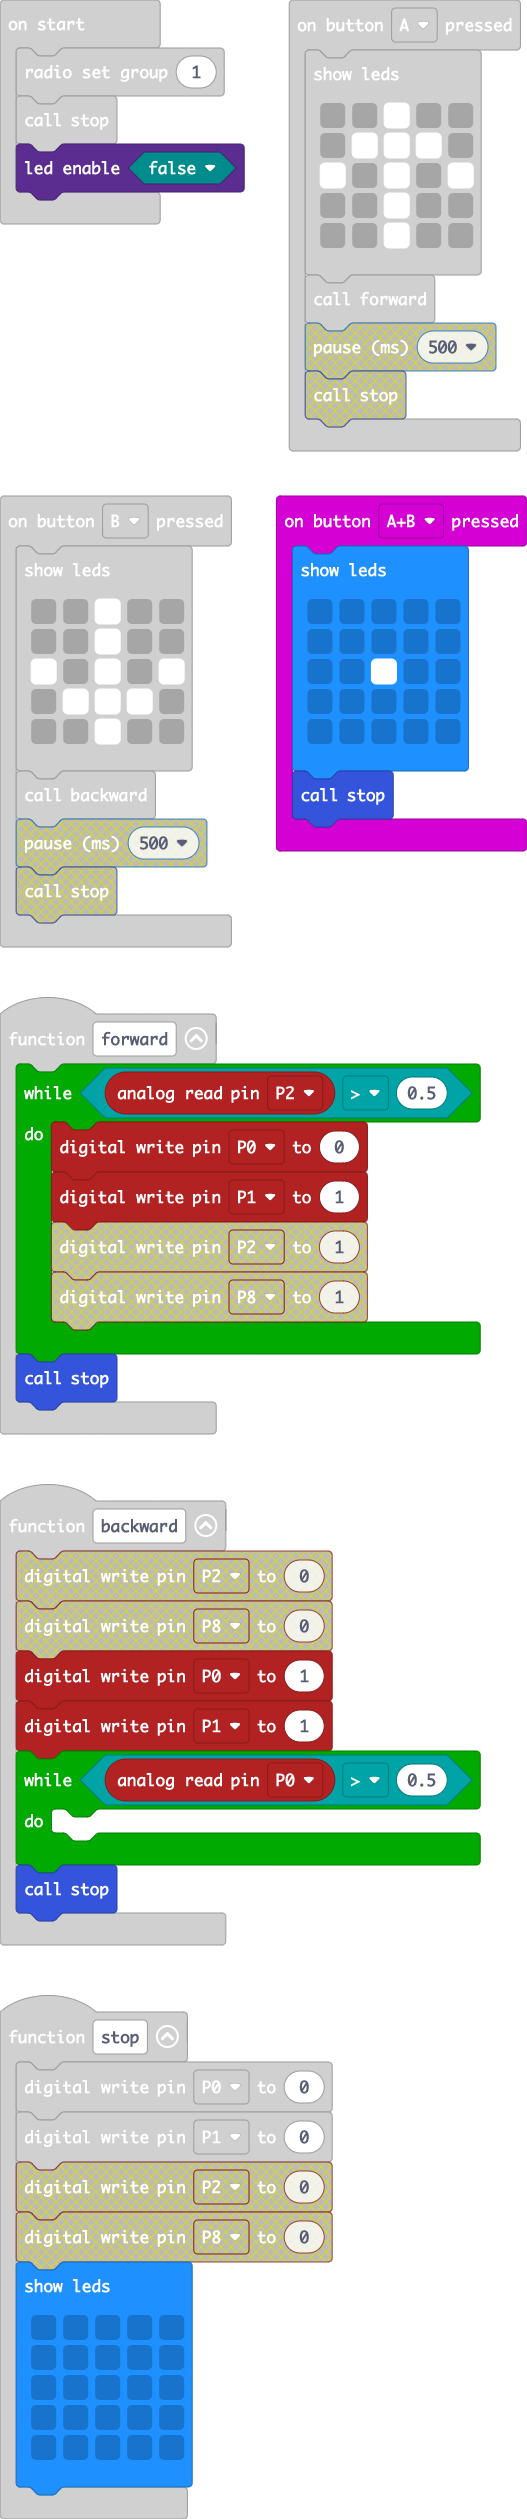 on start
radio set group 1
call stop
led enable false
on button A pressed
show leds
call forward
pause (ms) 500
call stop
on button B pressed
show leds
call backward
pause (ms) 500
call stop
on button A+B pressed
show leds
call stop
function forward
while analog read pin P2 > 0.5
do
digital write pin P0 to 0
digital write pin P1 to 1
digital write pin P2 to 1
digital write pin P8 to 1
call stop
function backward
digital write pin P2 to 0
digital write pin P8 to 0
digital write pin P0 to 1
digital write pin P1 to 1
while analog read pin P0 > 0.5
do
call stop
function stop
digital write pin P0 to 0
digital write pin P1 to 0
digital write pin P2 to 0
digital write pin P8 to 0
show leds